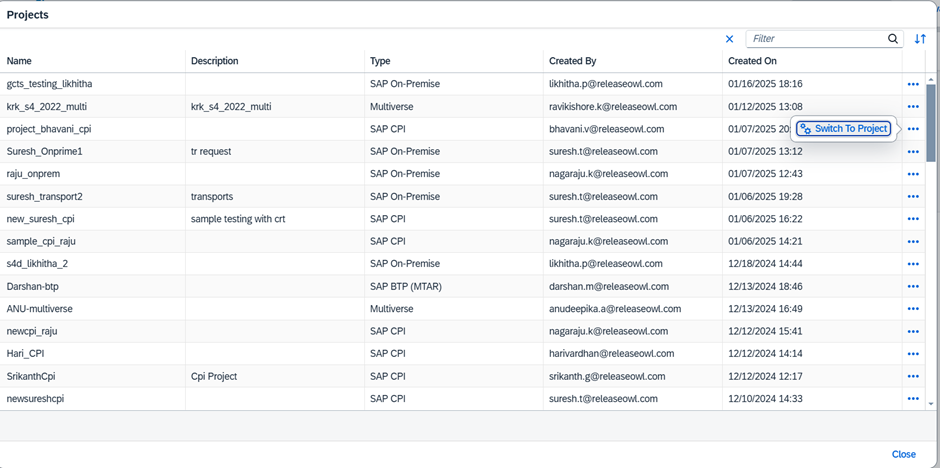 Projects
Filter
Name Description Type Created By Created On
gcts_testing_likhitha SAP On-Premise likhitha.p@releaseowl.com 01/16/2025 18:16
krk_s4_2022_multi krk_s4_2022_multi Multiverse ravikishore.k@releaseowl.com 01/12/2025 13:08
project_bhavani_cpi SAP CPI bhavani.v@releaseowl.com 01/07/2025 Switch To Project
Suresh_Onprime1 tr request SAP On-Premise suresh.t@releaseowl.com 01/07/2025 13:12
raju_onprem SAP On-Premise nagaraju.k@releaseowl.com 01/07/2025 12:43
suresh_transport2 transports SAP On-Premise suresh.t@releaseowl.com 01/06/2025 19:28
new_suresh_cpi sample testing with crt SAP CPI suresh.t@releaseowl.com 01/06/2025 16:22
sample_cpi_raju SAP CPI nagaraju.k@releaseowl.com 01/06/2025 14:21
s4d_likhitha_2 SAP On-Premise likhitha.p@releaseowl.com 12/18/2024 14:44
Darshan-btp SAP BTP (MTAR) darshan.m@releaseowl.com 12/13/2024 18:46
ANU-multiverse Multiverse anudeepika.a@releaseowl.com 12/13/2024 16:49
newcpi_raju SAP CPI nagaraju.k@releaseowl.com 12/12/2024 15:41
Hari_CPI SAP CPI harivardhan@releaseowl.com 12/12/2024 14:14
SrikanthCpi Cpi Project SAP CPI srikanth.g@releaseowl.com 12/12/2024 12:17
newsureshcpi SAP CPI suresh.t@releaseowl.com 12/10/2024 14:33
Close